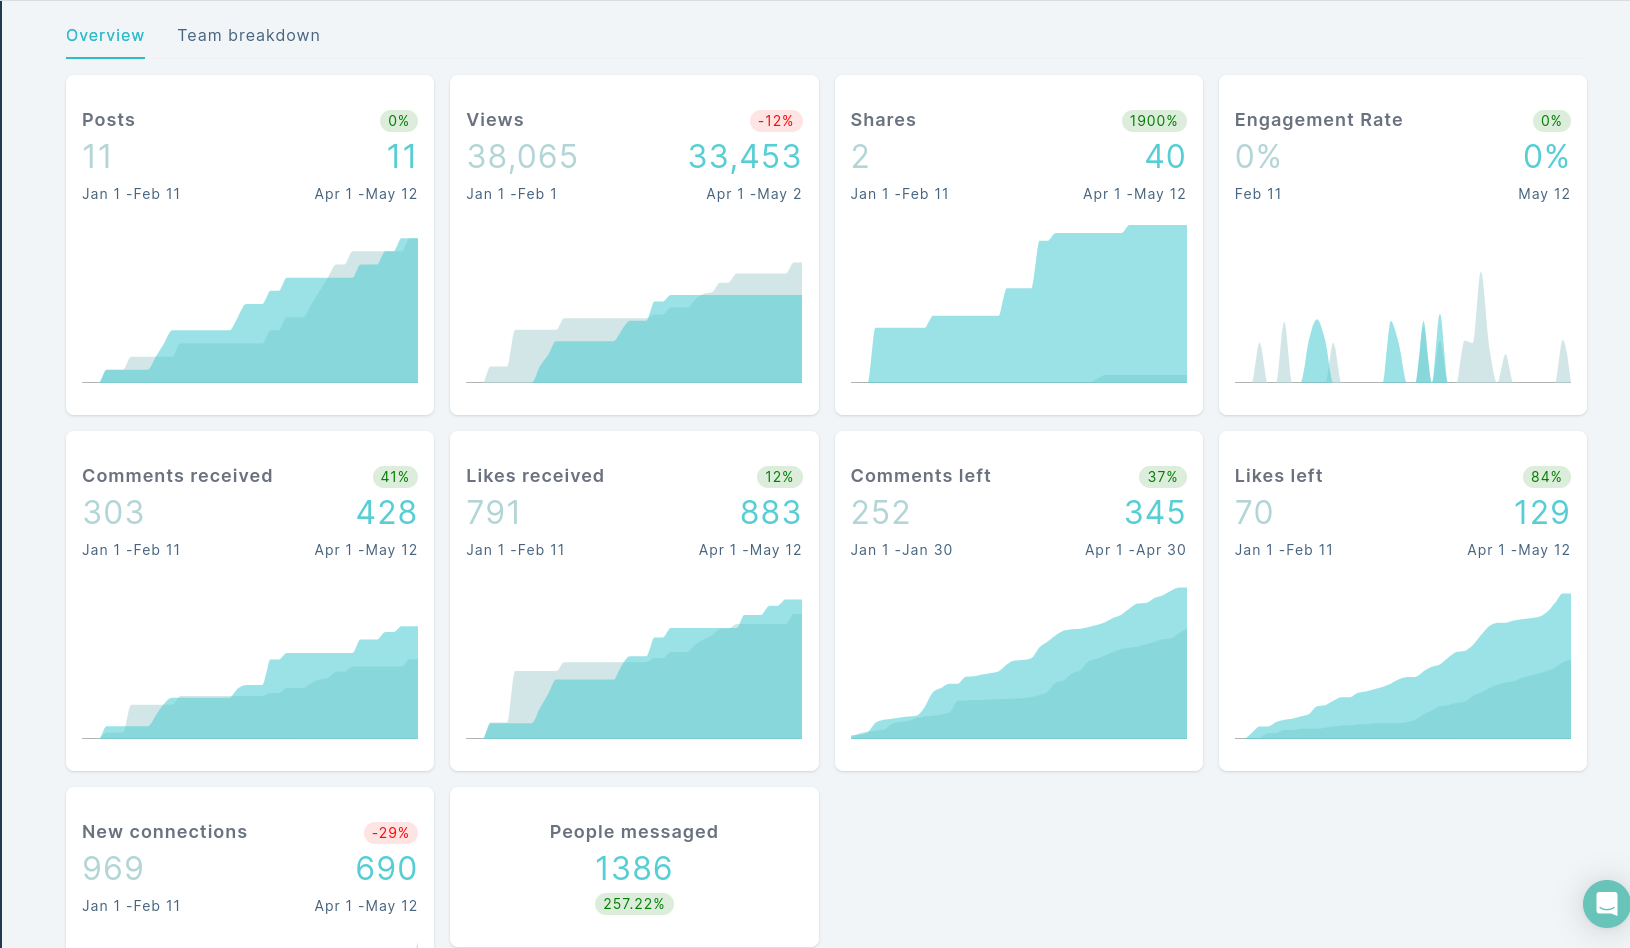 Overview Team breakdown
Posts 0%
11 11
Jan 1 -Feb 11 Apr 1 -May 12
Views -12%
38,065 33,453
Jan 1 -Feb 1 Apr 1 -May 2
Shares 1900%
2 40
Jan 1 -Feb 11 Apr 1 -May 12
Engagement Rate 0%
0% 0%
Feb 11 May 12
Comments received 41%
303 428
Jan 1 -Feb 11 Apr 1 -May 12
Likes received 12%
791 883
Jan 1 -Feb 11 Apr 1 -May 12
Comments left 37%
252 345
Jan 1 -Jan 30 Apr 1 -Apr 30
Likes left 84%
70 129
Jan 1 -Feb 11 Apr 1 -May 12
New connections -29%
969 690
Jan 1 -Feb 11 Apr 1 -May 12
People messaged
1386
257.22%